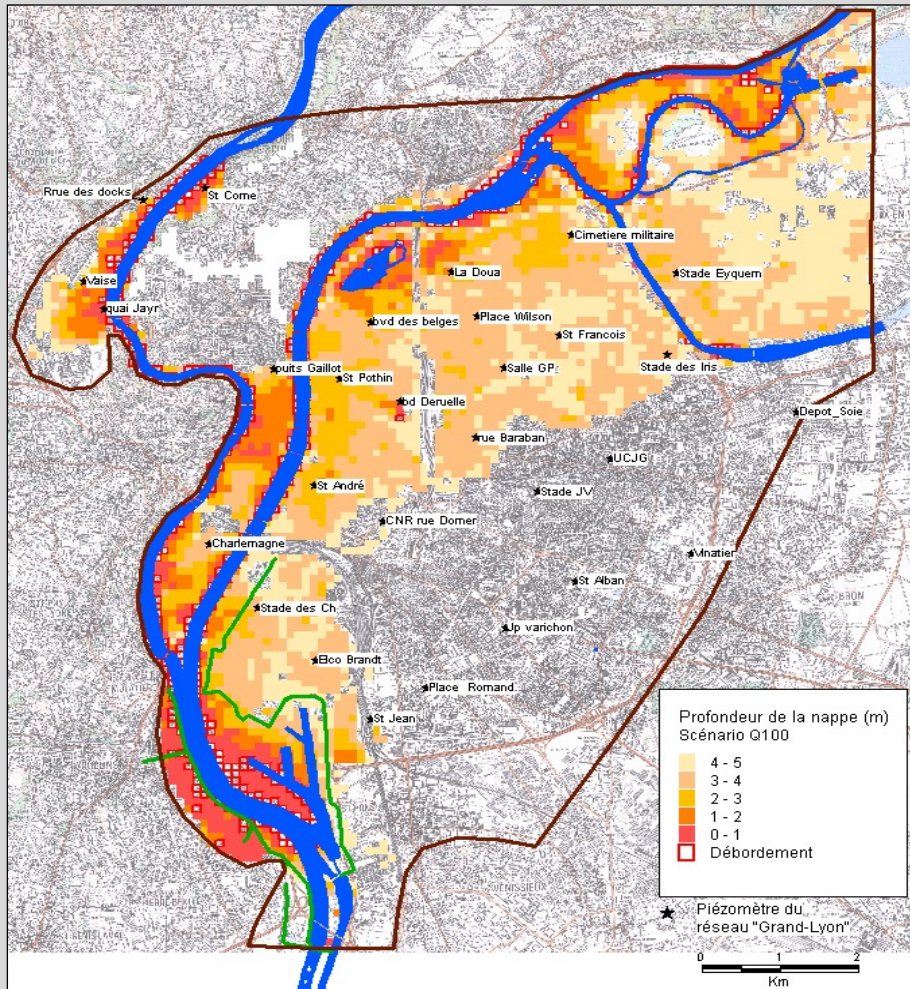 Rrue des docks
St Come
Cimetiere militaire
Vaise
La Doua
Stade Eyquem
quai Jayr
bvd des belges
Place Wilson
St Francois
puits Gaillot
St Pothin
Salle GP
Stade des Iris
bd Deruelle
Depot_Soie
rue Baraban
UCJG
St André
Stade JV
CNR rue Domer
Charlemagne
Vinatier
St Alban
Stade des Ch
Jp varichon
Elco Brandt
Place Romand
St Jean
BRON
VENISSIEUX
Profondeur de la nappe (m)
Scénario Q100
4 - 5
3 - 4
2 - 3
1 - 2
0 - 1
Débordement
Piézomètre du
réseau "Grand-Lyon"
0 1 2
Km